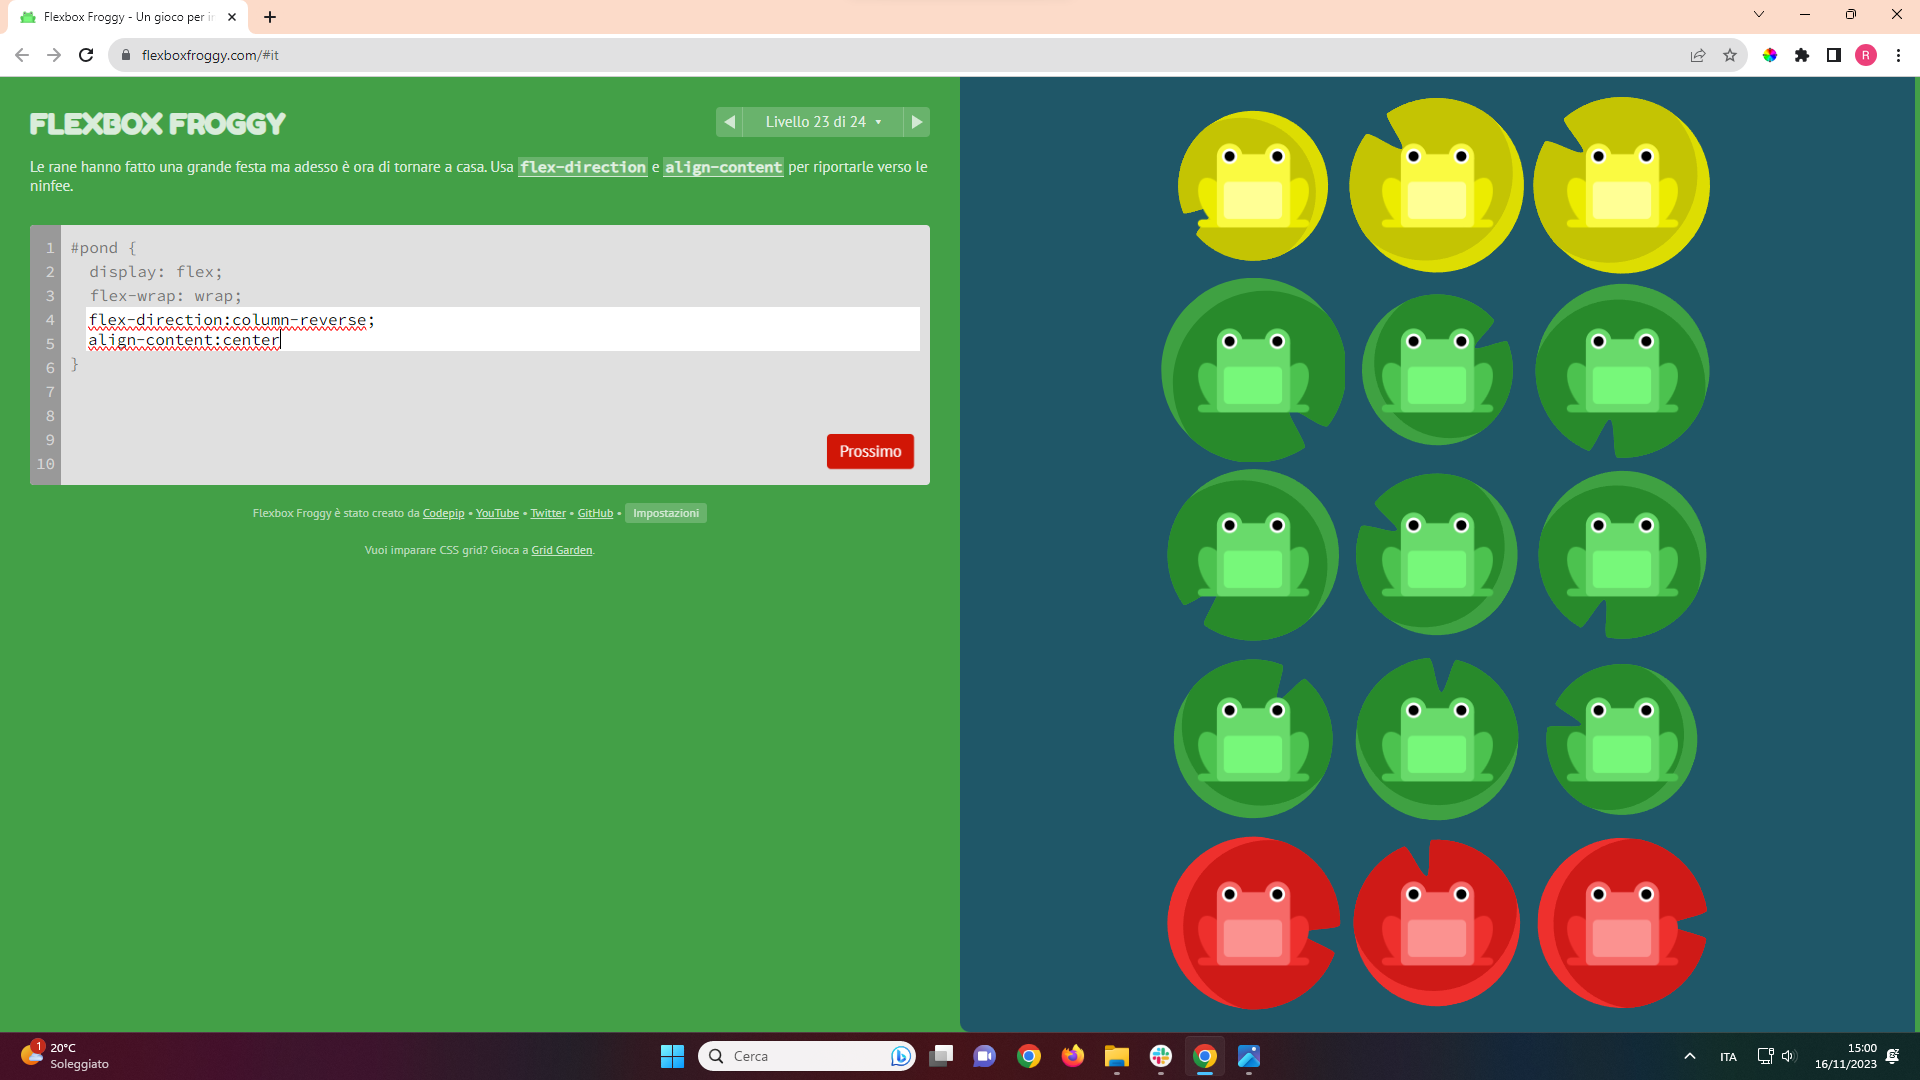 Flexbox Froggy - Un gioco per in
flexboxfroggy.com/#it
R
FLEXBOX FROGGY
Livello 23 di 24
Le rane hanno fatto una grande festa ma adesso è ora di tornare a casa. Usa flex-direction e align-content per riportarle verso le
ninfee.
1 #pond {
2 display: flex;
3 flex-wrap: wrap;
4 flex-direction:column-reverse;
5 align-content:center
6 }
7
8
9
10
Prossimo
Flexbox Froggy è stato creato da Codepip • YouTube • Twitter • GitHub • Impostazioni
Vuoi imparare CSS grid? Gioca a Grid Garden.
1
20°C
Soleggiato
Cerca
ITA
15:00
16/11/2023